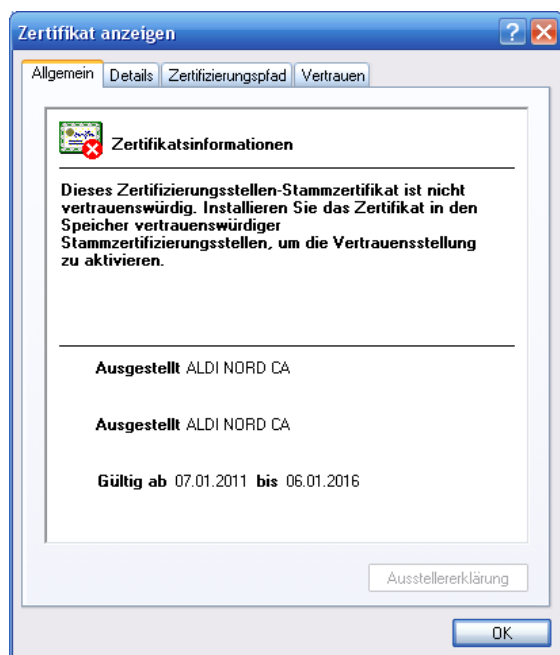 Zertifikat anzeigen
Allgemein Details Zertifizierungspfad Vertrauen
Zertifikatsinformationen
Dieses Zertifizierungsstellen-Stammzertifikat ist nicht
vertrauenswürdig. Installieren Sie das Zertifikat in den
Speicher vertrauenswürdiger
Stammzertifizierungsstellen, um die Vertrauensstellung
zu aktivieren.
Ausgestellt ALDI NORD CA
Ausgestellt ALDI NORD CA
Gültig ab 07.01.2011 bis 06.01.2016
Ausstellererklärung
OK